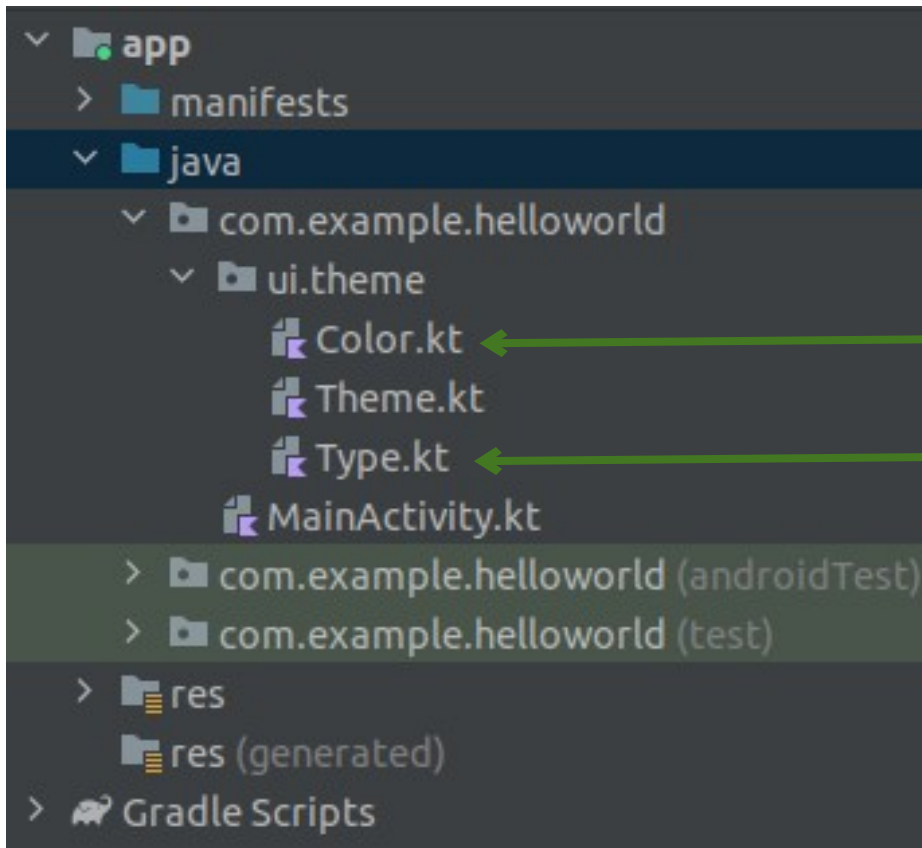 app
manifests
java
com.example.helloworld
ui.theme
Color.kt
Theme.kt
Type.kt
MainActivity.kt
com.example.helloworld (androidTest)
com.example.helloworld (test)
res
res (generated)
Gradle Scripts